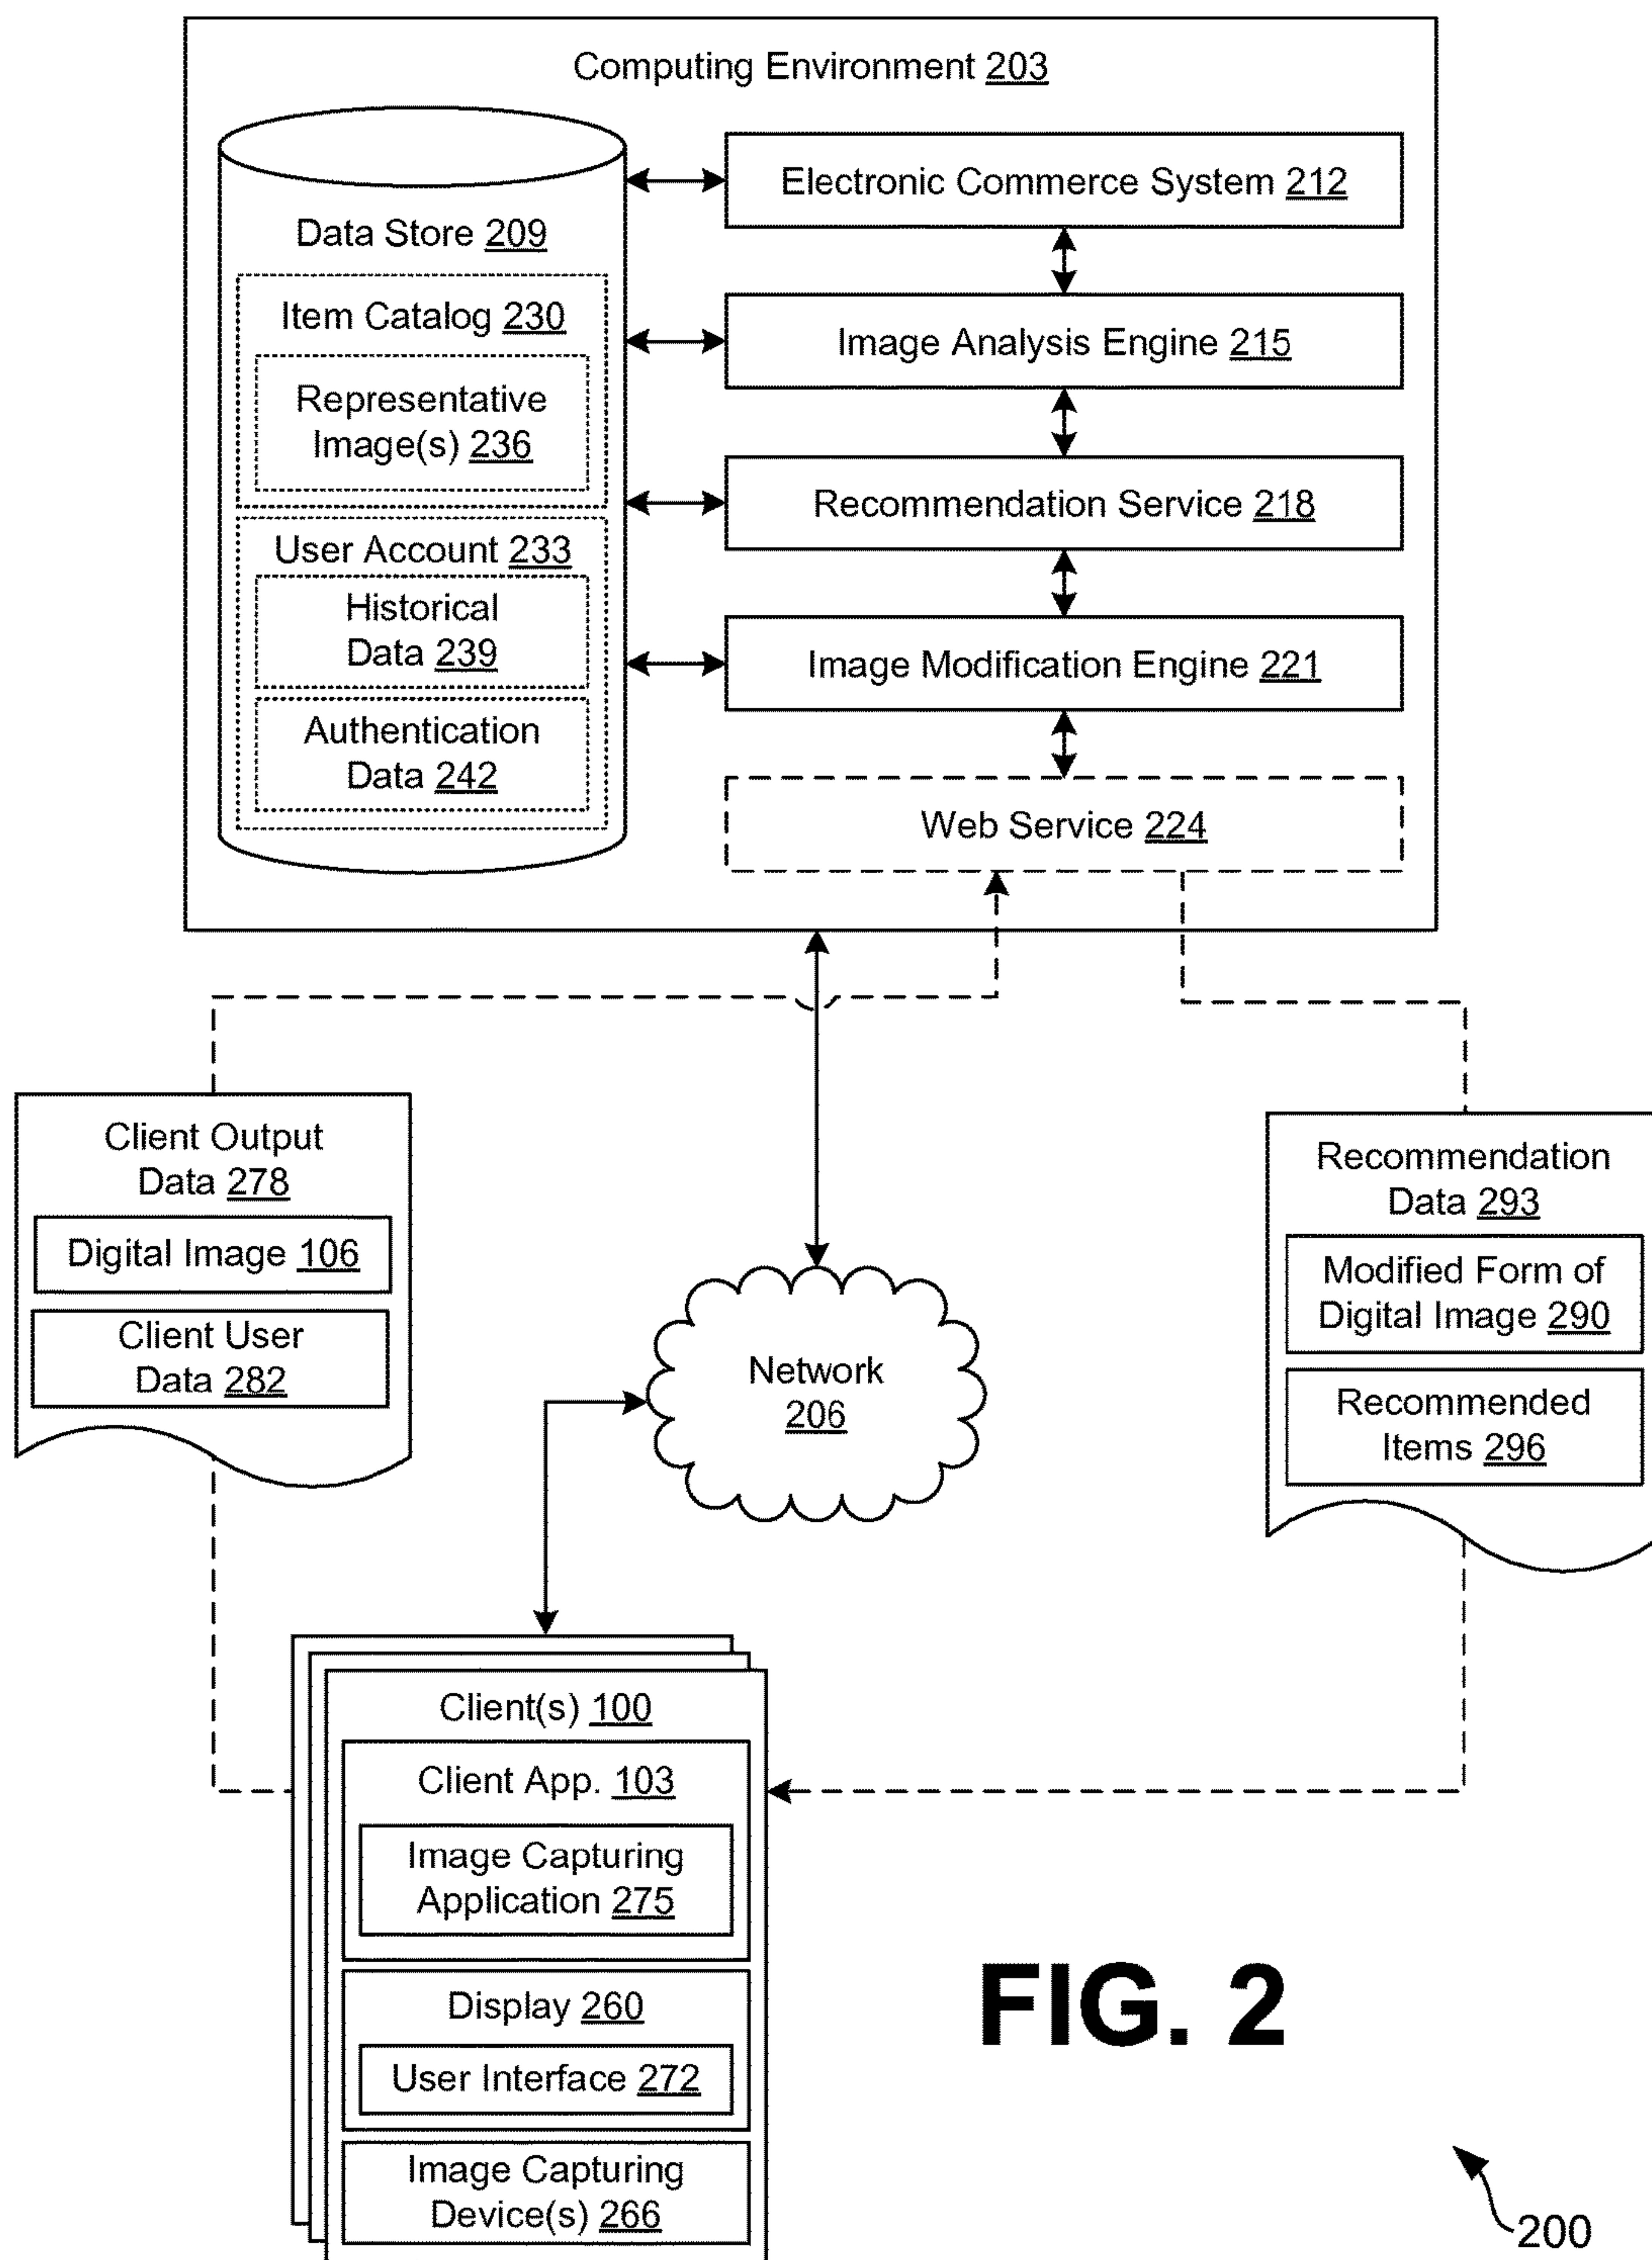 Computing Environment 203
Data Store 209
Item Catalog 230
Representative
Image(s) 236
User Account 233
Historical
Data 239
Authentication
Data 242
Electronic Commerce System 212
Image Analysis Engine 215
Recommendation Service 218
Image Modification Engine 221
Web Service 224
Client Output
Data 278
Digital Image 106
Client User
Data 282
Network
206
Recommendation
Data 293
Modified Form of
Digital Image 290
Recommended
Items 296
Client(s) 100
Client App. 103
Image Capturing
Application 275
Display 260
User Interface 272
Image Capturing
Device(s) 266
FIG. 2
200